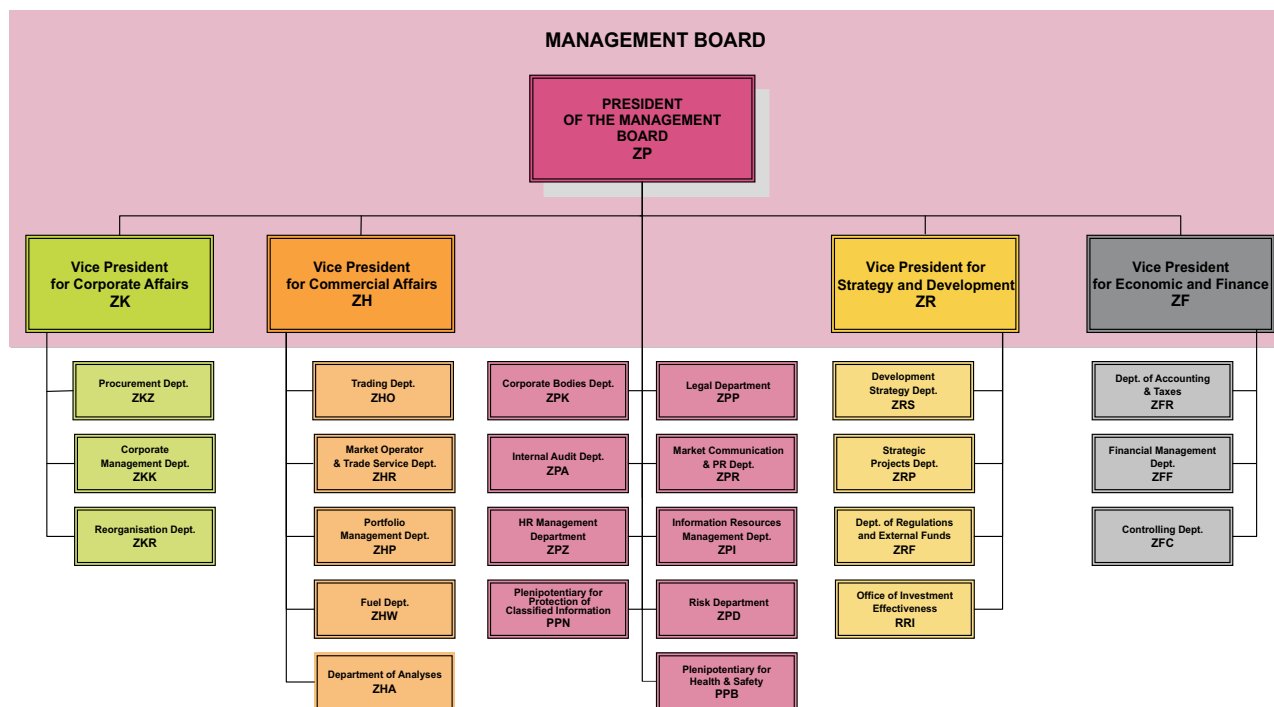 MANAGEMENT BOARD
PRESIDENT
OF THE MANAGEMENT
BOARD
ZP
Vice President
for Corporate Affairs
ZK
Vice President
for Commercial Affairs
ZH
Vice President for
Strategy and Development
ZR
Vice President
for Economic and Finance
ZF
Procurement Dept.
ZKZ
Corporate
Management Dept.
ZKK
Reorganisation Dept.
ZKR
Trading Dept.
ZHO
Market Operator
& Trade Service Dept.
ZHR
Portfolio
Management Dept.
ZHP
Fuel Dept.
ZHW
Department of Analyses
ZHA
Corporate Bodies Dept.
ZPK
Internal Audit Dept.
ZPA
HR Management
Department
ZPZ
Plenipotentiary for
Protection of
Classified Information
PPN
Legal Department
ZPP
Market Communication
& PR Dept.
ZPR
Information Resources
Management Dept.
ZPI
Risk Department
ZPD
Plenipotentiary for
Health & Safety
PPB
Development
Strategy Dept.
ZRS
Strategic
Projects Dept.
ZRP
Dept. of Regulations
and External Funds
ZRF
Office of Investment
Effectiveness
RRI
Dept. of Accounting
& Taxes
ZFR
Financial Management
Dept.
ZFF
Controlling Dept.
ZFC